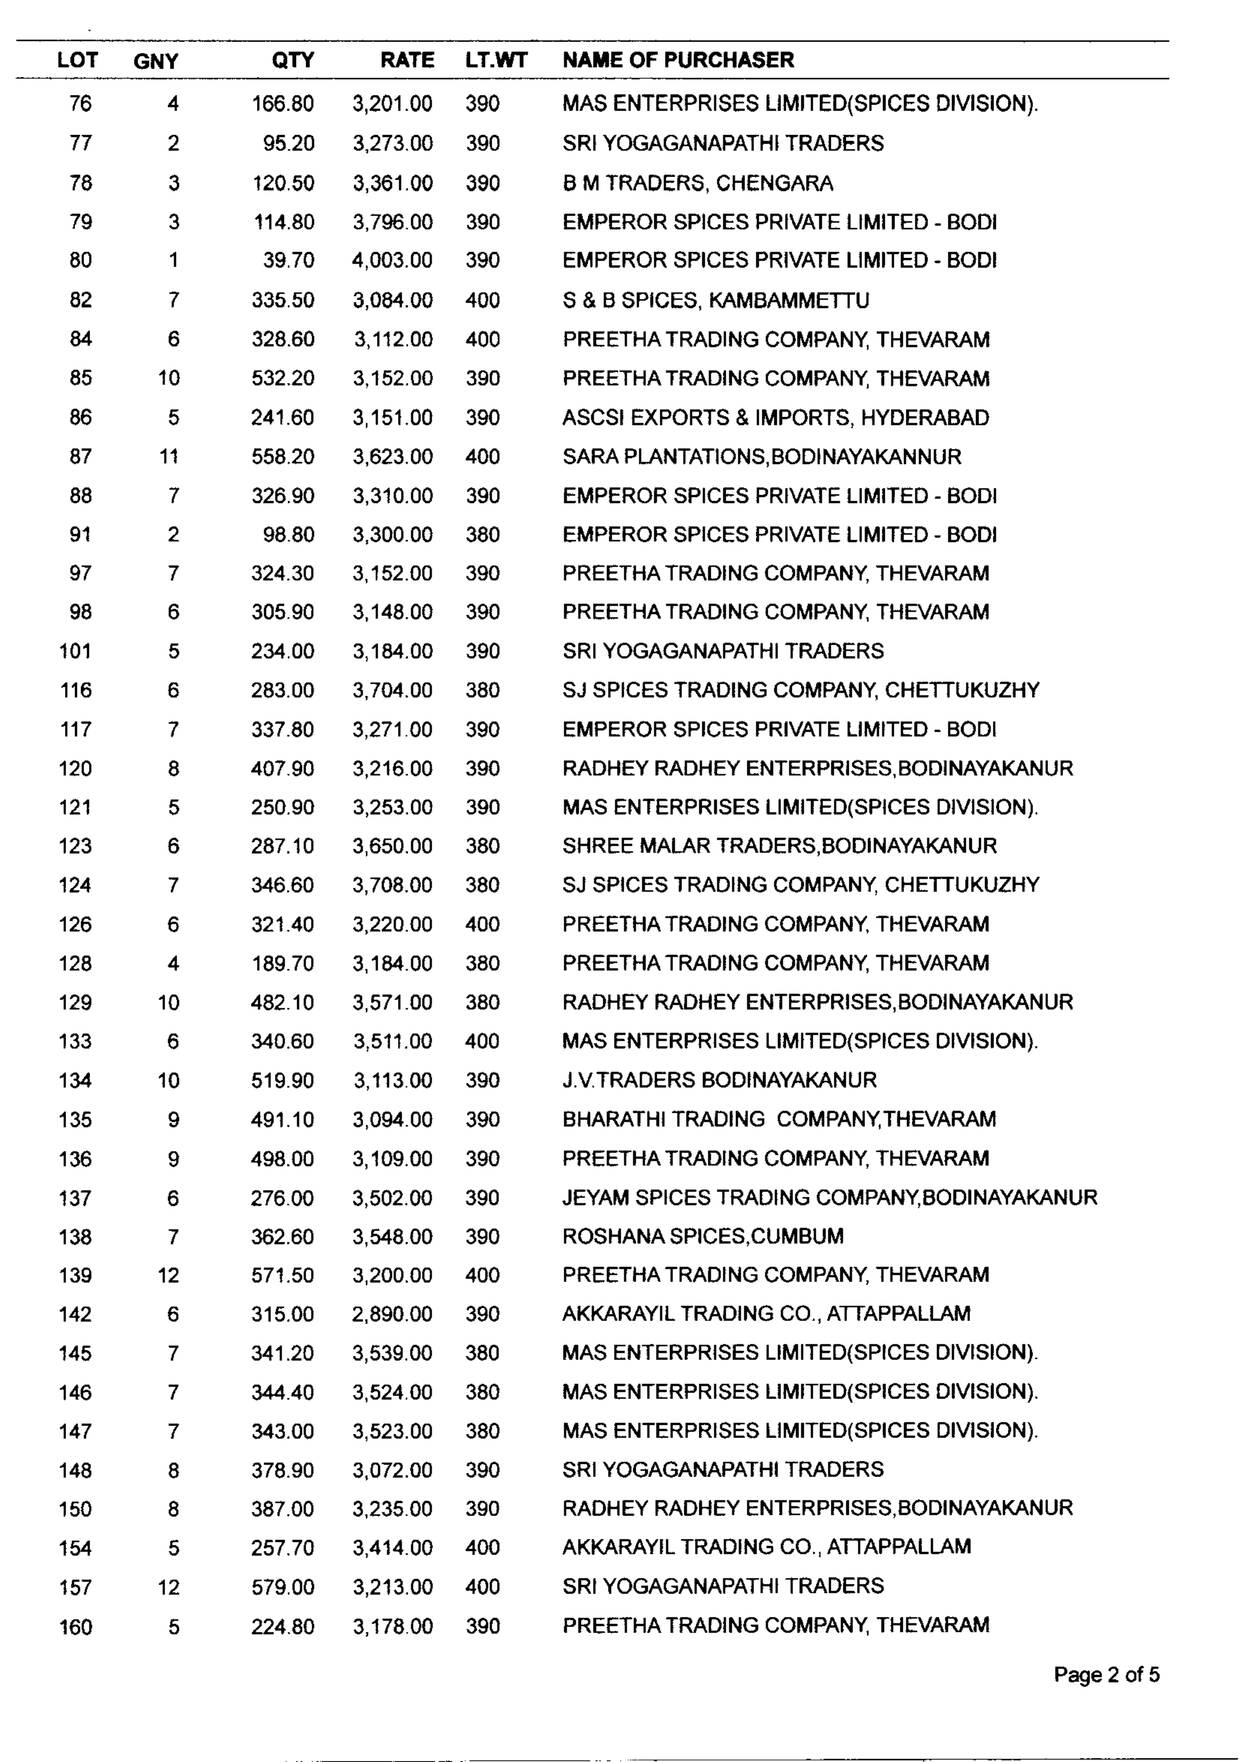 LOT GNY QTY RATE LT.WT NAME OF PURCHASER
76 4 166.80 3,201.00 390 MAS ENTERPRISES LIMITED(SPICES DIVISION).
77 2 95.20 3,273.00 390 SRI YOGAGANAPATHI TRADERS
78 3 120.50 3,361.00 390 B M TRADERS, CHENGARA
79 3 114.80 3,796.00 390 EMPEROR SPICES PRIVATE LIMITED - BODI
80 1 39.70 4,003.00 390 EMPEROR SPICES PRIVATE LIMITED - BODI
82 7 335.50 3,084.00 400 S & B SPICES, KAMBAMMETTU
84 6 328.60 3,112.00 400 PREETHA TRADING COMPANY, THEVARAM
85 10 532.20 3,152.00 390 PREETHA TRADING COMPANY, THEVARAM
86 5 241.60 3,151.00 390 ASCSI EXPORTS & IMPORTS, HYDERABAD
87 11 558.20 3,623.00 400 SARA PLANTATIONS,BODINAYAKANNUR
88 7 326.90 3,310.00 390 EMPEROR SPICES PRIVATE LIMITED - BODI
91 2 98.80 3,300.00 380 EMPEROR SPICES PRIVATE LIMITED - BODI
97 7 324.30 3,152.00 390 PREETHA TRADING COMPANY, THEVARAM
98 6 305.90 3,148.00 390 PREETHA TRADING COMPANY, THEVARAM
101 5 234.00 3,184.00 390 SRI YOGAGANAPATHI TRADERS
116 6 283.00 3,704.00 380 SJ SPICES TRADING COMPANY, CHETTUKUZHY
117 7 337.80 3,271.00 390 EMPEROR SPICES PRIVATE LIMITED - BODI
120 8 407.90 3,216.00 390 RADHEY RADHEY ENTERPRISES,BODINAYAKANUR
121 5 250.90 3,253.00 390 MAS ENTERPRISES LIMITED(SPICES DIVISION).
123 6 287.10 3,650.00 380 SHREE MALAR TRADERS,BODINAYAKANUR
124 7 346.60 3,708.00 380 SJ SPICES TRADING COMPANY, CHETTUKUZHY
126 6 321.40 3,220.00 400 PREETHA TRADING COMPANY, THEVARAM
128 4 189.70 3,184.00 380 PREETHA TRADING COMPANY, THEVARAM
129 10 482.10 3,571.00 380 RADHEY RADHEY ENTERPRISES,BODINAYAKANUR
133 6 340.60 3,511.00 400 MAS ENTERPRISES LIMITED(SPICES DIVISION).
134 10 519.90 3,113.00 390 J.V.TRADERS BODINAYAKANUR
135 9 491.10 3,094.00 390 BHARATHI TRADING COMPANY,THEVARAM
136 9 498.00 3,109.00 390 PREETHA TRADING COMPANY, THEVARAM
137 6 276.00 3,502.00 390 JEYAM SPICES TRADING COMPANY,BODINAYAKANUR
138 7 362.60 3,548.00 390 ROSHANA SPICES,CUMBUM
139 12 571.50 3,200.00 400 PREETHA TRADING COMPANY, THEVARAM
142 6 315.00 2,890.00 390 AKKARAYIL TRADING CO., ATTAPPALLAM
145 7 341.20 3,539.00 380 MAS ENTERPRISES LIMITED(SPICES DIVISION).
146 7 344.40 3,524.00 380 MAS ENTERPRISES LIMITED(SPICES DIVISION).
147 7 343.00 3,523.00 380 MAS ENTERPRISES LIMITED(SPICES DIVISION).
148 8 378.90 3,072.00 390 SRI YOGAGANAPATHI TRADERS
150 8 387.00 3,235.00 390 RADHEY RADHEY ENTERPRISES,BODINAYAKANUR
154 5 257.70 3,414.00 400 AKKARAYIL TRADING CO., ATTAPPALLAM
157 12 579.00 3,213.00 400 SRI YOGAGANAPATHI TRADERS
160 5 224.80 3,178.00 390 PREETHA TRADING COMPANY, THEVARAM
Page 2 of 5